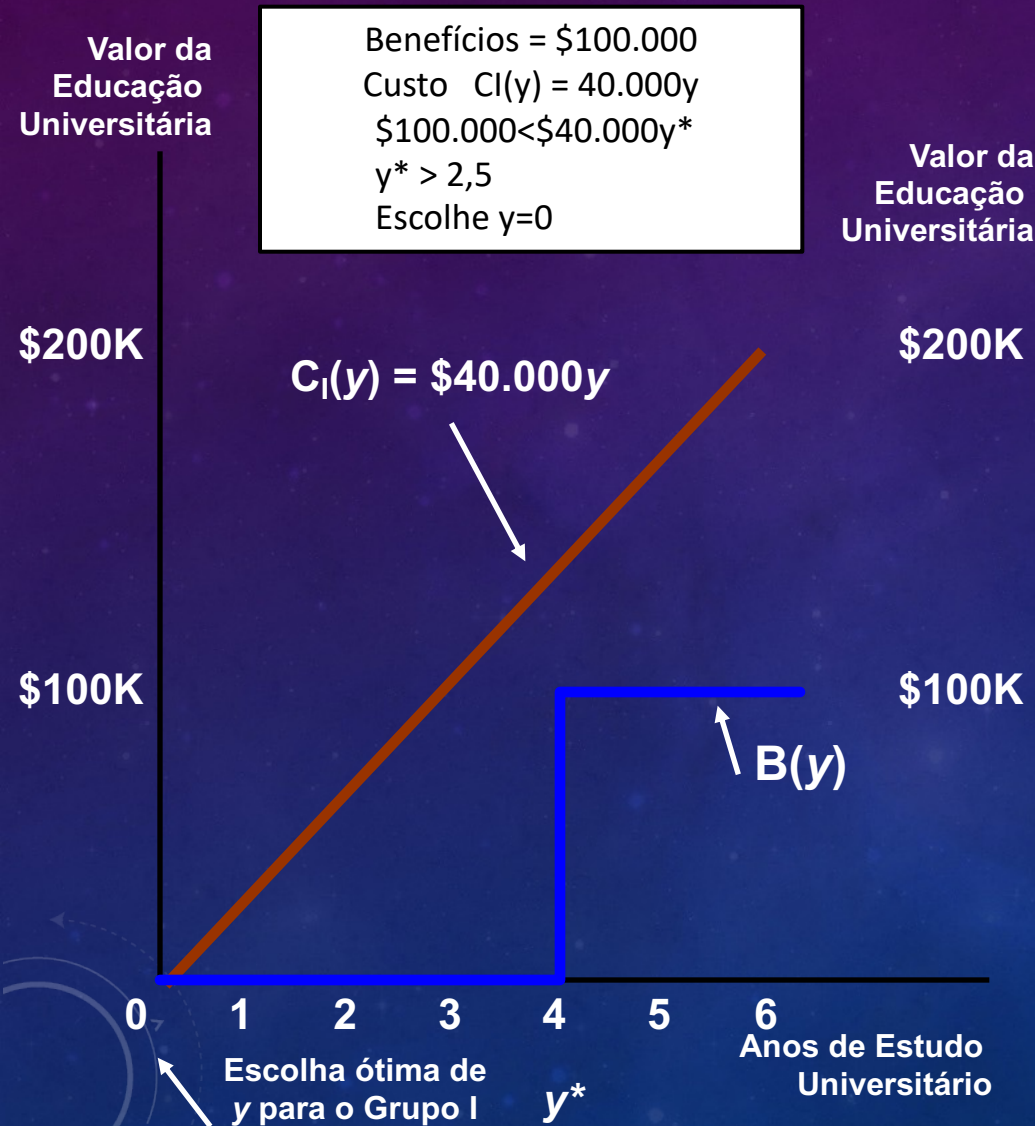 Valor da
Educação
Universitária
Benefícios = $100.000
Custo CI(y) = 40.000y
$100.000<$40.000y*
y* > 2,5
Escolhe y=0
Valor da
Educação
Universitária
$200K
$200K
C_I(y) = $40.000y
$100K
$100K
B(y)
0 1 2 3 4 5 6
Anos de Estudo
Universitário
Escolha ótima de
y para o Grupo I
y*